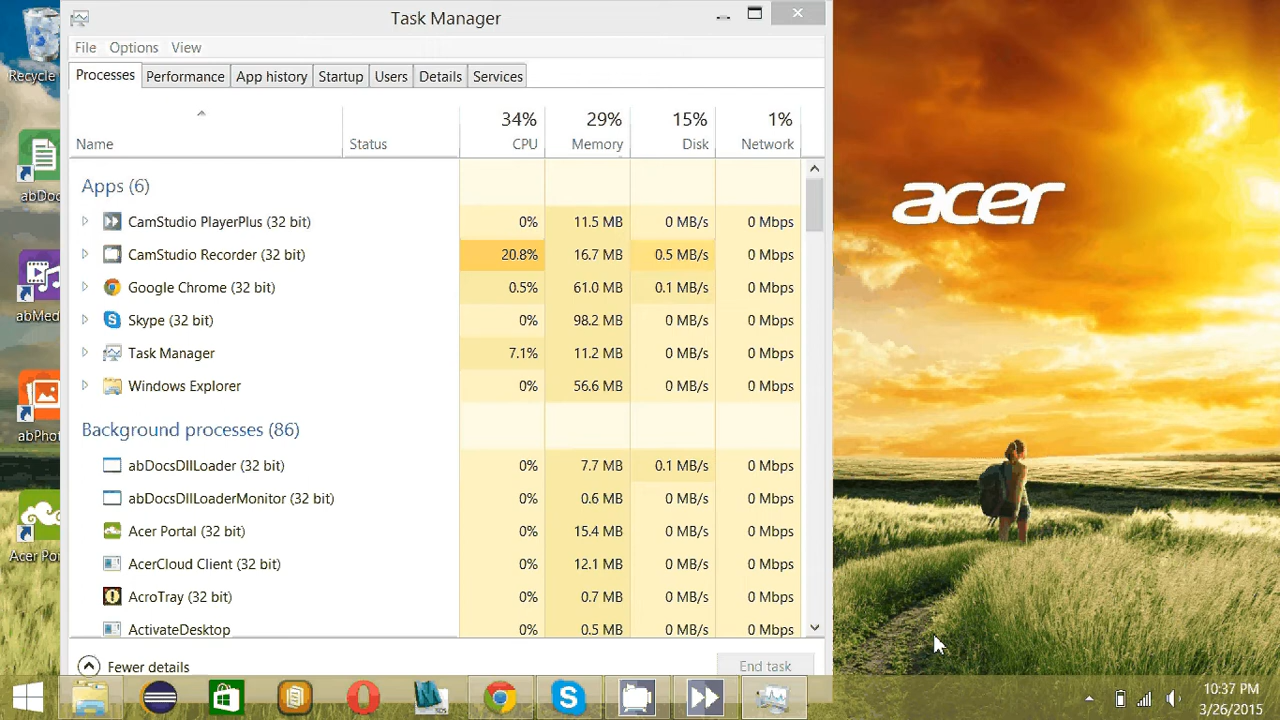 Task Manager
File Options View
Processes Performance App history Startup Users Details Services
34% 29% 15% 1%
Name Status CPU Memory Disk Network
Apps (6)
CamStudio PlayerPlus (32 bit) 0% 11.5 MB 0 MB/s 0 Mbps
CamStudio Recorder (32 bit) 20.8% 16.7 MB 0.5 MB/s 0 Mbps
Google Chrome (32 bit) 0.5% 61.0 MB 0.1 MB/s 0 Mbps
Skype (32 bit) 0% 98.2 MB 0 MB/s 0 Mbps
Task Manager 7.1% 11.2 MB 0 MB/s 0 Mbps
Windows Explorer 0% 56.6 MB 0 MB/s 0 Mbps
Background processes (86)
abDocsDllLoader (32 bit) 0% 7.7 MB 0.1 MB/s 0 Mbps
abDocsDllLoaderMonitor (32 bit) 0% 0.6 MB 0 MB/s 0 Mbps
Acer Portal (32 bit) 0% 15.4 MB 0 MB/s 0 Mbps
AcerCloud Client (32 bit) 0% 12.1 MB 0 MB/s 0 Mbps
AcroTray (32 bit) 0% 0.7 MB 0 MB/s 0 Mbps
ActivateDesktop 0% 0.5 MB 0 MB/s 0 Mbps
Fewer details End task
Recycle
abDoc
abMed
abPhot
Acer Po
acer
10:37 PM
3/26/2015